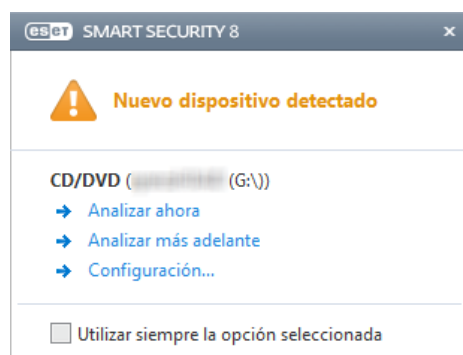 eset SMART SECURITY 8
Nuevo dispositivo detectado
CD/DVD ( (G:\))
Analizar ahora
Analizar más adelante
Configuración...
Utilizar siempre la opción seleccionada